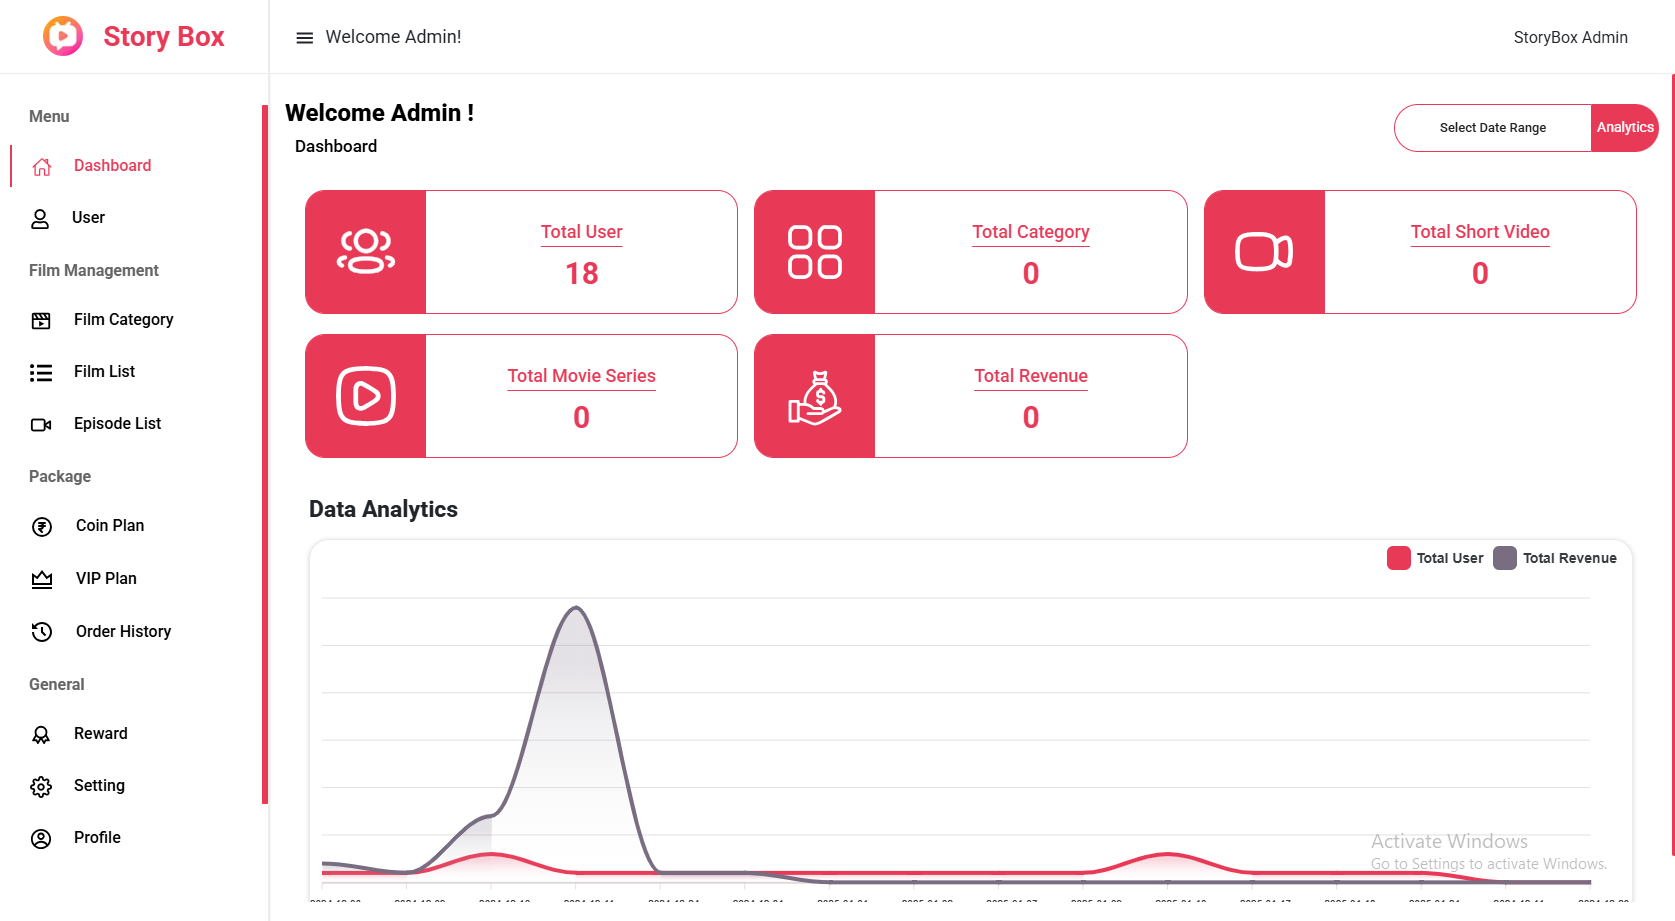 Story Box
Welcome Admin!
StoryBox Admin
Menu
Dashboard
User
Film Management
Film Category
Film List
Episode List
Package
Coin Plan
VIP Plan
Order History
General
Reward
Setting
Profile
Welcome Admin !
Dashboard
Select Date Range
Analytics
Total User
18
Total Category
0
Total Short Video
0
Total Movie Series
0
Total Revenue
0
Data Analytics
Total User
Total Revenue
Activate Windows
Go to Settings to activate Windows.